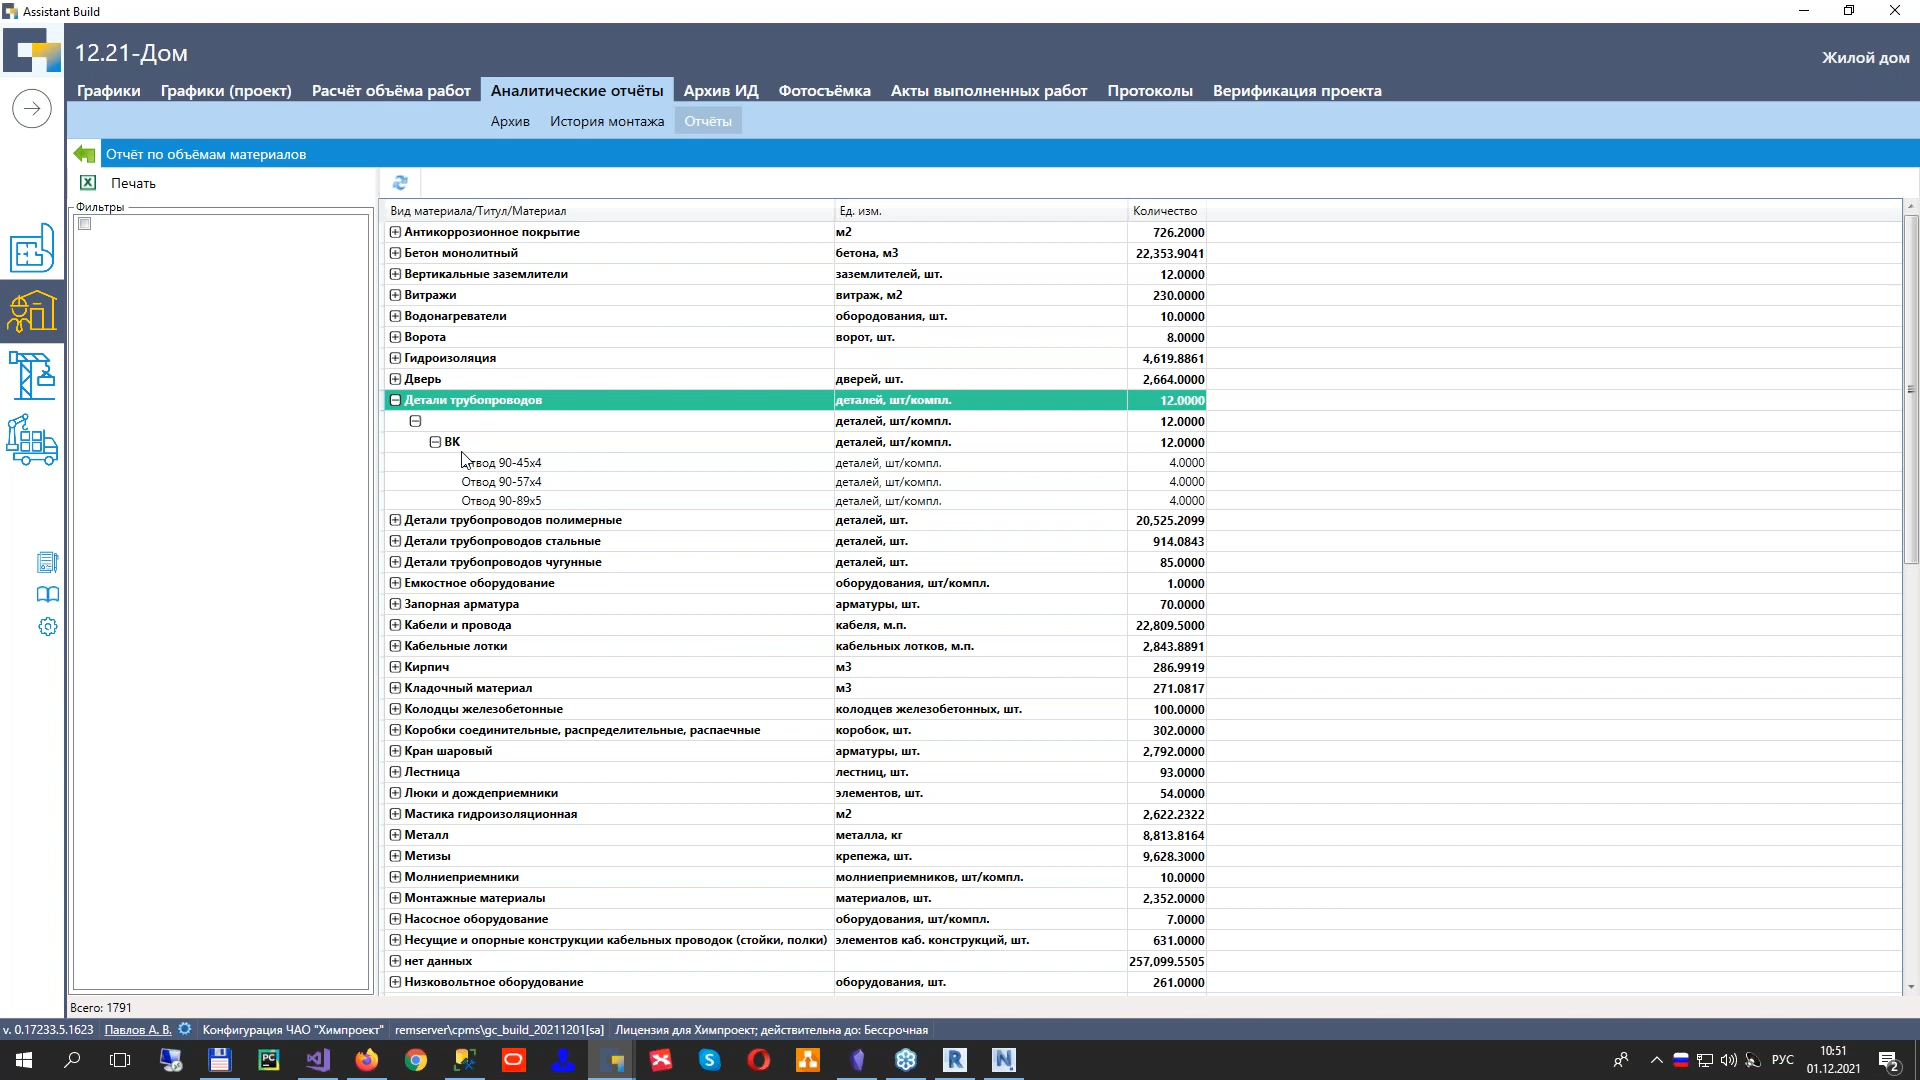 Assistant Build
12.21-Дом
Жилой дом
Графики Графики (проект) Расчёт объёма работ Аналитические отчёты Архив ИД Фотосъёмка Акты выполненных работ Протоколы Верификация проекта
Архив История монтажа Отчёты
Отчёт по объёмам материалов
Печать
Фильтры
Вид материала/Титул/Материал Ед. изм. Количество
Антикоррозионное покрытие м2 726.2000
Бетон монолитный бетона, м3 22,353.9041
Вертикальные заземлители заземлителей, шт. 12.0000
Витражи витраж, м2 230.0000
Водонагреватели обородования, шт. 10.0000
Ворота ворот, шт. 8.0000
Гидроизоляция 4,619.8861
Дверь дверей, шт. 2,664.0000
Детали трубопроводов деталей, шт/компл. 12.0000
деталей, шт/компл. 12.0000
ВК деталей, шт/компл. 12.0000
Отвод 90-45х4 деталей, шт/компл. 4.0000
Отвод 90-57х4 деталей, шт/компл. 4.0000
Отвод 90-89х5 деталей, шт/компл. 4.0000
Детали трубопроводов полимерные деталей, шт. 20,525.2099
Детали трубопроводов стальные деталей, шт. 914.0843
Детали трубопроводов чугунные деталей, шт. 85.0000
Емкостное оборудование оборудования, шт/компл. 1.0000
Запорная арматура арматуры, шт. 70.0000
Кабели и провода кабеля, м.п. 22,809.5000
Кабельные лотки кабельных лотков, м.п. 2,843.8891
Кирпич м3 286.9919
Кладочный материал м3 271.0817
Колодцы железобетонные колодцев железобетонных, шт. 100.0000
Коробки соединительные, распределительные, распаечные коробок, шт. 302.0000
Кран шаровый арматуры, шт. 2,792.0000
Лестница лестниц, шт. 93.0000
Люки и дождеприемники элементов, шт. 54.0000
Мастика гидроизоляционная м2 2,622.2322
Металл металла, кг 8,813.8164
Метизы крепежа, шт. 9,628.3000
Молниеприемники молниеприемников, шт/компл. 10.0000
Монтажные материалы материалов, шт. 2,352.0000
Насосное оборудование оборудования, шт/компл. 7.0000
Несущие и опорные конструкции кабельных проводок (стойки, полки) элементов каб. конструкций, шт. 631.0000
нет данных 257,099.5505
Низковольтное оборудование оборудования, шт. 261.0000
Всего: 1791
v. 0.17233.5.1623 Павлов А. В. Конфигурация ЧАО "Химпроект" remserver\cpms\gc_build_20211201[sa] Лицензия для Химпроект; действительна до: Бессрочная
РУС 10:51
01.12.2021
2